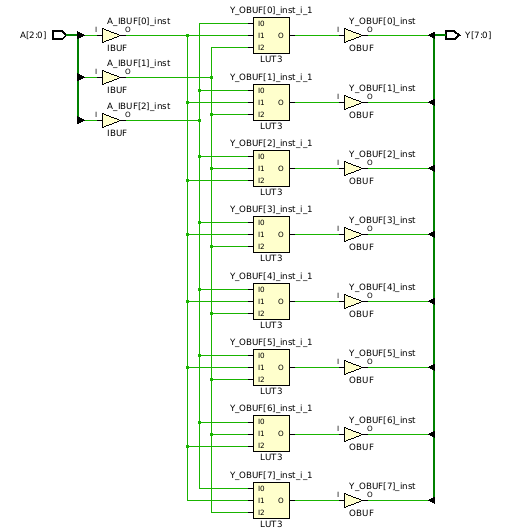 Y_OBUF[0]_inst_i_1
A[2:0] I A_IBUF[0]_inst O IBUF I0 I1 I2 O LUT3 I Y_OBUF[0]_inst O OBUF Y[7:0]
I A_IBUF[1]_inst O IBUF
Y_OBUF[1]_inst_i_1
I0 I1 I2 O LUT3 I Y_OBUF[1]_inst O OBUF
I A_IBUF[2]_inst O IBUF
Y_OBUF[2]_inst_i_1
I0 I1 I2 O LUT3 I Y_OBUF[2]_inst O OBUF
Y_OBUF[3]_inst_i_1
I0 I1 I2 O LUT3 I Y_OBUF[3]_inst O OBUF
Y_OBUF[4]_inst_i_1
I0 I1 I2 O LUT3 I Y_OBUF[4]_inst O OBUF
Y_OBUF[5]_inst_i_1
I0 I1 I2 O LUT3 I Y_OBUF[5]_inst O OBUF
Y_OBUF[6]_inst_i_1
I0 I1 I2 O LUT3 I Y_OBUF[6]_inst O OBUF
Y_OBUF[7]_inst_i_1
I0 I1 I2 O LUT3 I Y_OBUF[7]_inst O OBUF